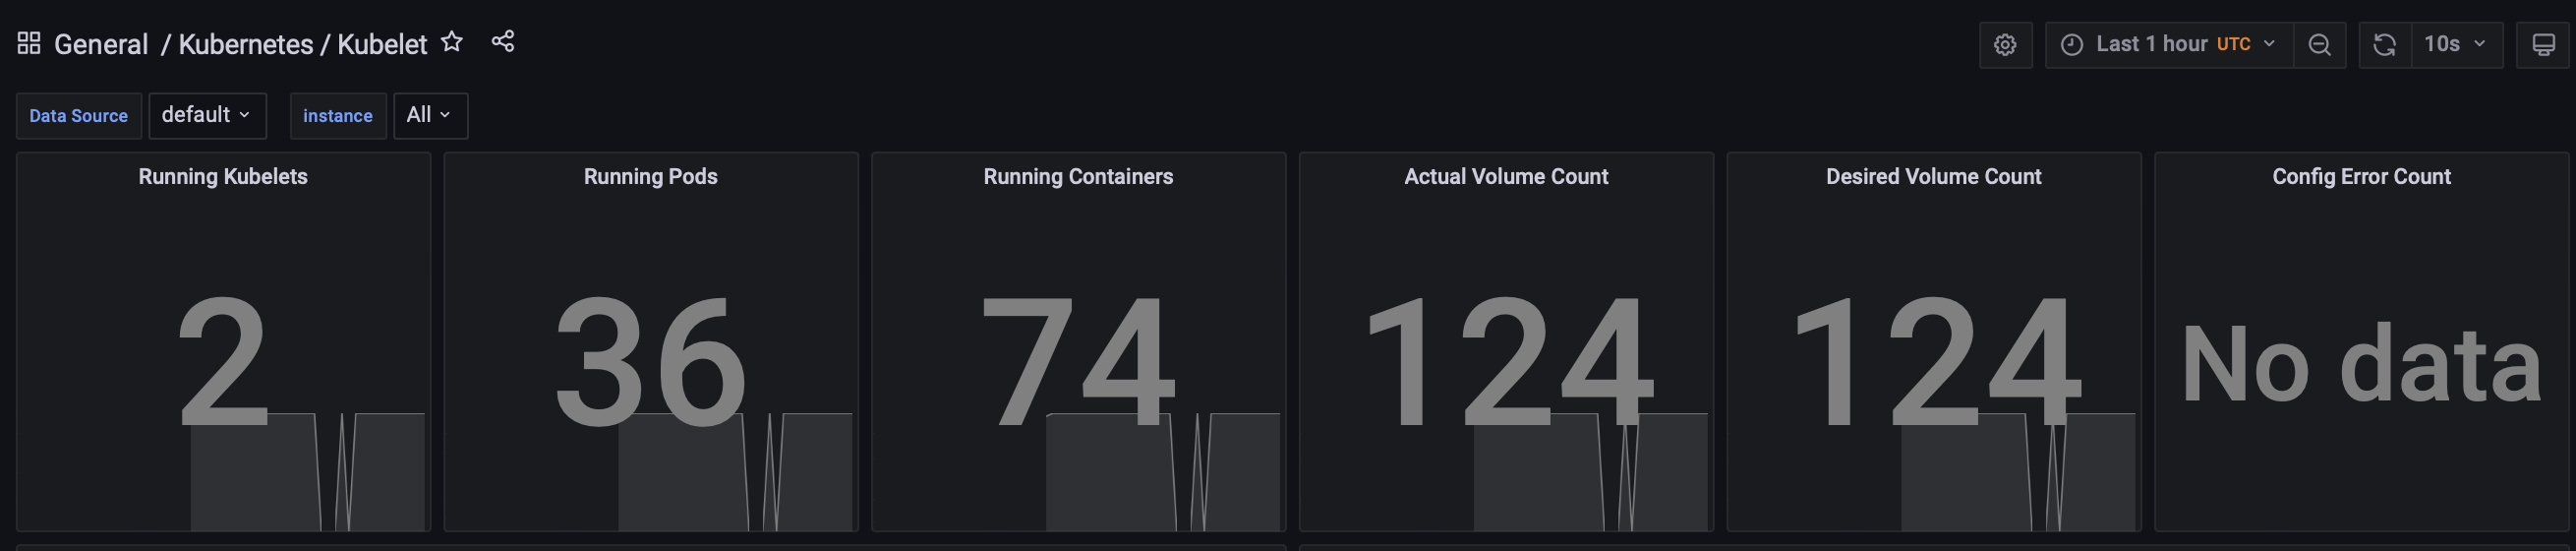 General / Kubernetes / Kubelet
Last 1 hour UTC
10s
Data Source default instance All
Running Kubelets
2
Running Pods
36
Running Containers
74
Actual Volume Count
124
Desired Volume Count
124
Config Error Count
No data